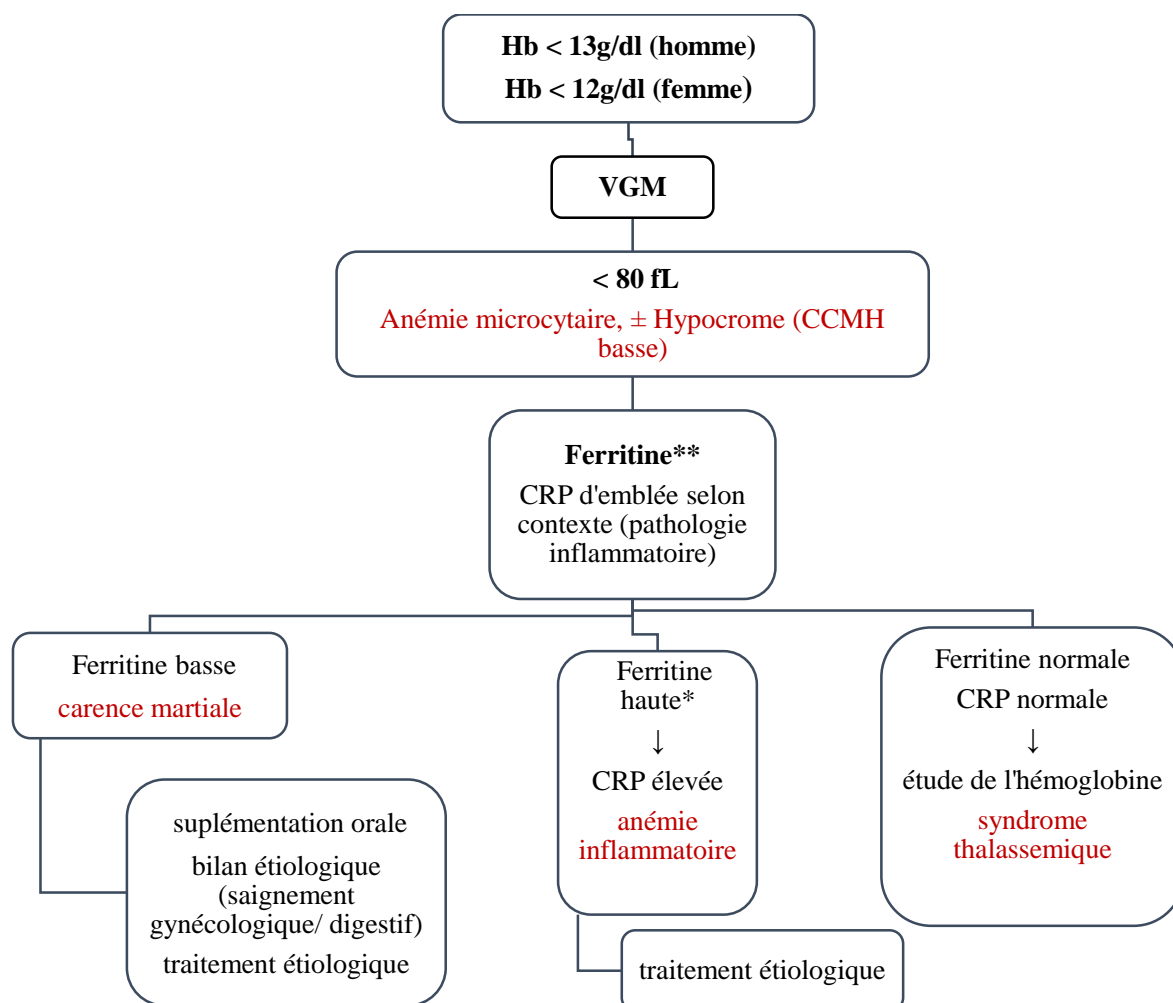 Hb < 13g/dl (homme)
Hb < 12g/dl (femme)
VGM
< 80 fL
Anémie microcytaire, ± Hypocrome (CCMH
basse)
Ferritine**
CRP d'emblée selon
contexte (pathologie
inflammatoire)
Ferritine basse
carence martiale
suplémentation orale
bilan étiologique
(saignement
gynécologique/ digestif)
traitement étiologique
Ferritine
haute*
↓
CRP élevée
anémie
inflammatoire
traitement étiologique
Ferritine normale
CRP normale
↓
étude de l'hémoglobine
syndrome
thalassemique